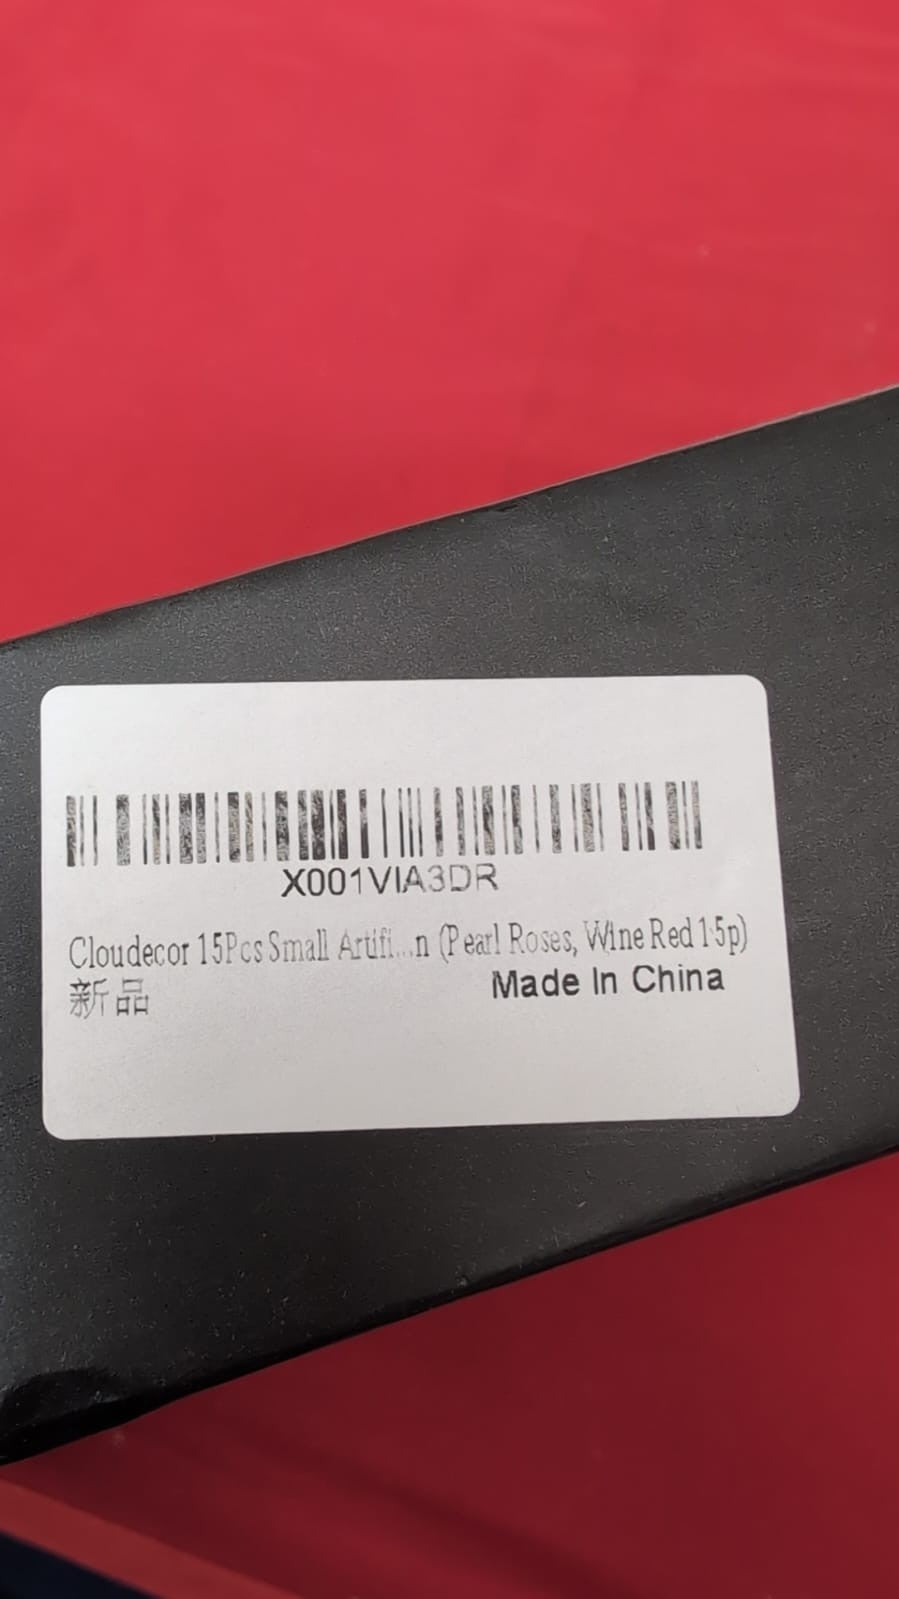 X001VIA3DR
Cloudecor 15Pcs Small Artifi...n (Pearl Roses, Wine Red 15p)
新品
Made In China